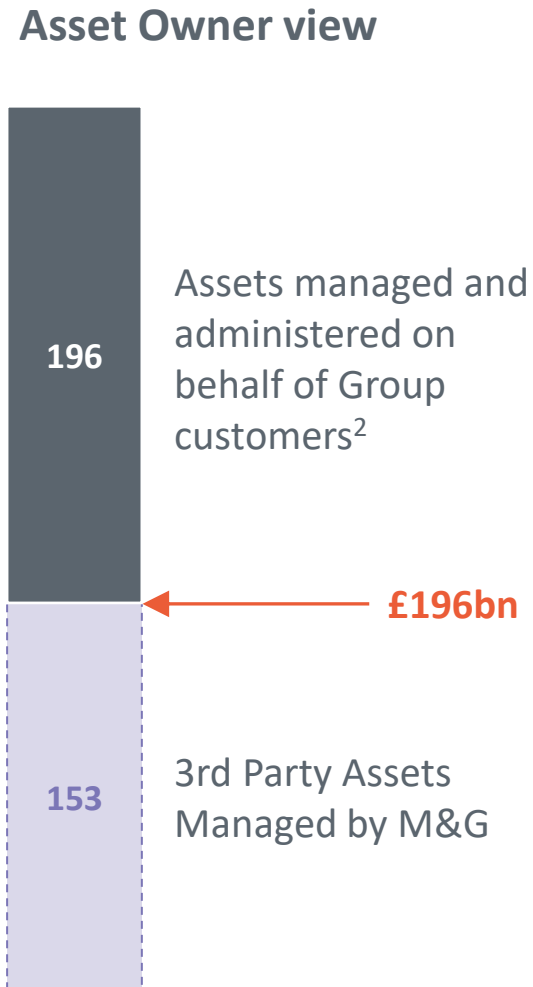 Asset Owner view
196
Assets managed and
administered on
behalf of Group
customers²
£196bn
153
3rd Party Assets
Managed by M&G